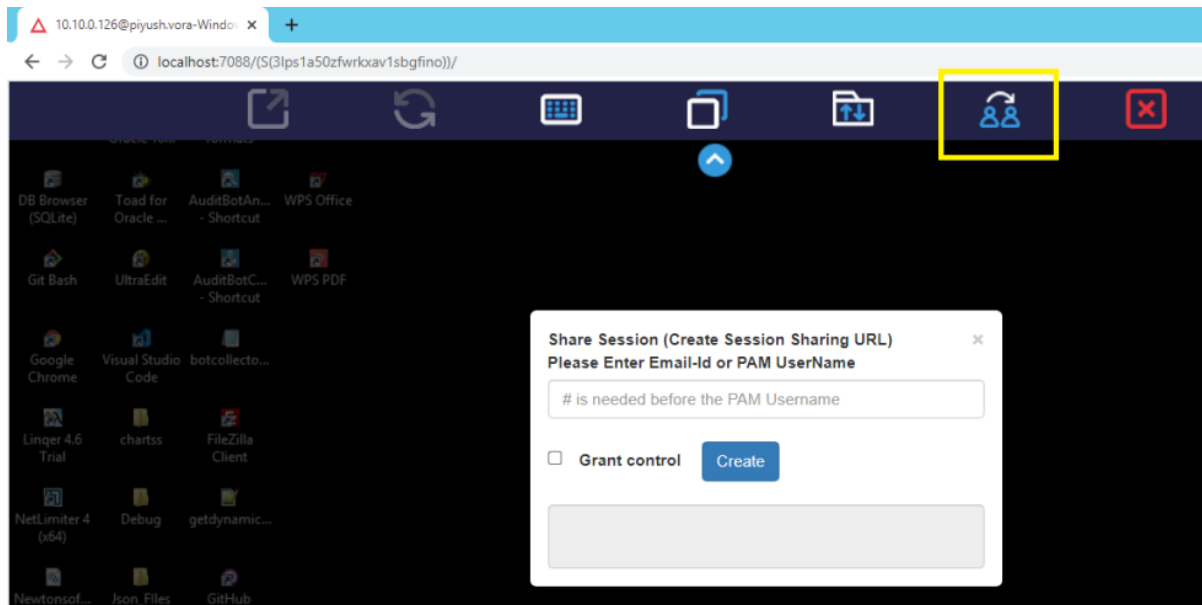 10.10.0.126@piyush.vora-Windo
localhost:7088/(S(3lps1a50zfwrkxav1sbgfino))/
DB Browser (SQLite)
Toad for Oracle ...
AuditBotAn... - Shortcut
WPS Office
Git Bash
UltraEdit
AuditBotC... - Shortcut
WPS PDF
Google Chrome
Visual Studio Code
botcollecto...
Linqer 4.6 Trial
chartss
FileZilla Client
NetLimiter 4 (x64)
Debug
getdynamic...
Newtonsof...
Json_FIles
GitHub
Share Session (Create Session Sharing URL)
Please Enter Email-Id or PAM UserName
# is needed before the PAM Username
Grant control
Create